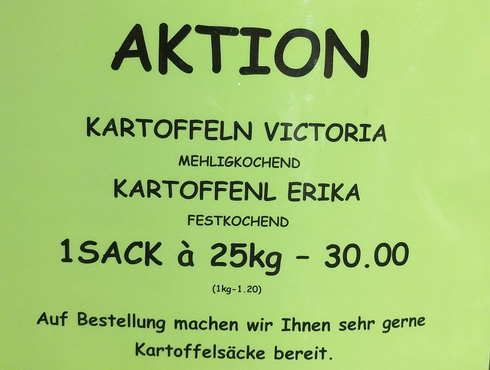 AKTION
KARTOFFELN VICTORIA
MEHLIGKOCHEND
KARTOFFENL ERIKA
FESTKOCHEND
1SACK à 25kg – 30.00
(1kg-1.20)
Auf Bestellung machen wir Ihnen sehr gerne
Kartoffelsäcke bereit.